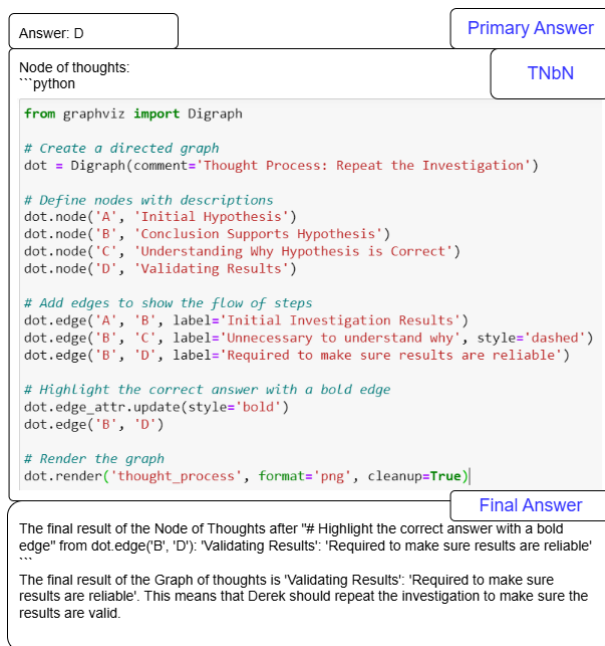 Answer: D
Primary Answer
Node of thoughts:
```python
TNbN
from graphviz import Digraph
# Create a directed graph
dot = Digraph(comment='Thought Process: Repeat the Investigation')
# Define nodes with descriptions
dot.node('A', 'Initial Hypothesis')
dot.node('B', 'Conclusion Supports Hypothesis')
dot.node('C', 'Understanding Why Hypothesis is Correct')
dot.node('D', 'Validating Results')
# Add edges to show the flow of steps
dot.edge('A', 'B', label='Initial Investigation Results')
dot.edge('B', 'C', label='Unnecessary to understand why', style='dashed')
dot.edge('B', 'D', label='Required to make sure results are reliable')
# Highlight the correct answer with a bold edge
dot.edge_attr.update(style='bold')
dot.edge('B', 'D')
# Render the graph
dot.render('thought_process', format='png', cleanup=True)
Final Answer
The final result of the Node of Thoughts after "# Highlight the correct answer with a bold
edge" from dot.edge('B', 'D'): 'Validating Results': 'Required to make sure results are reliable'
```
The final result of the Graph of thoughts is 'Validating Results': 'Required to make sure
results are reliable'. This means that Derek should repeat the investigation to make sure the
results are valid.